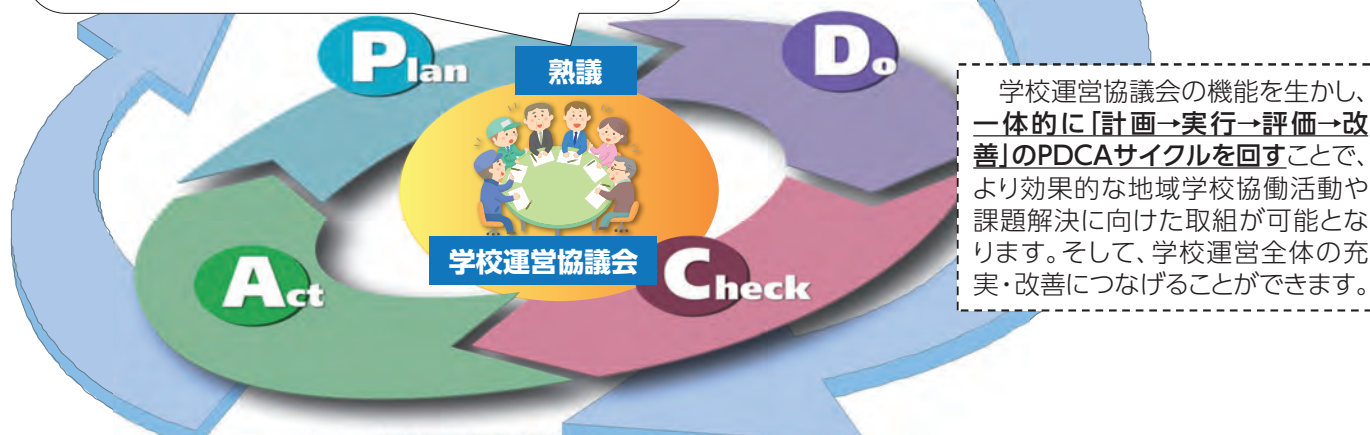 Plan
Do
熟議
学校運営協議会
Act
Check
学校運営協議会の機能を生かし、
一体的に「計画→実行→評価→改
善」のPDCAサイクルを回すことで、
より効果的な地域学校協働活動や
課題解決に向けた取組が可能とな
ります。そして、学校運営全体の充
実・改善につなげることができます。